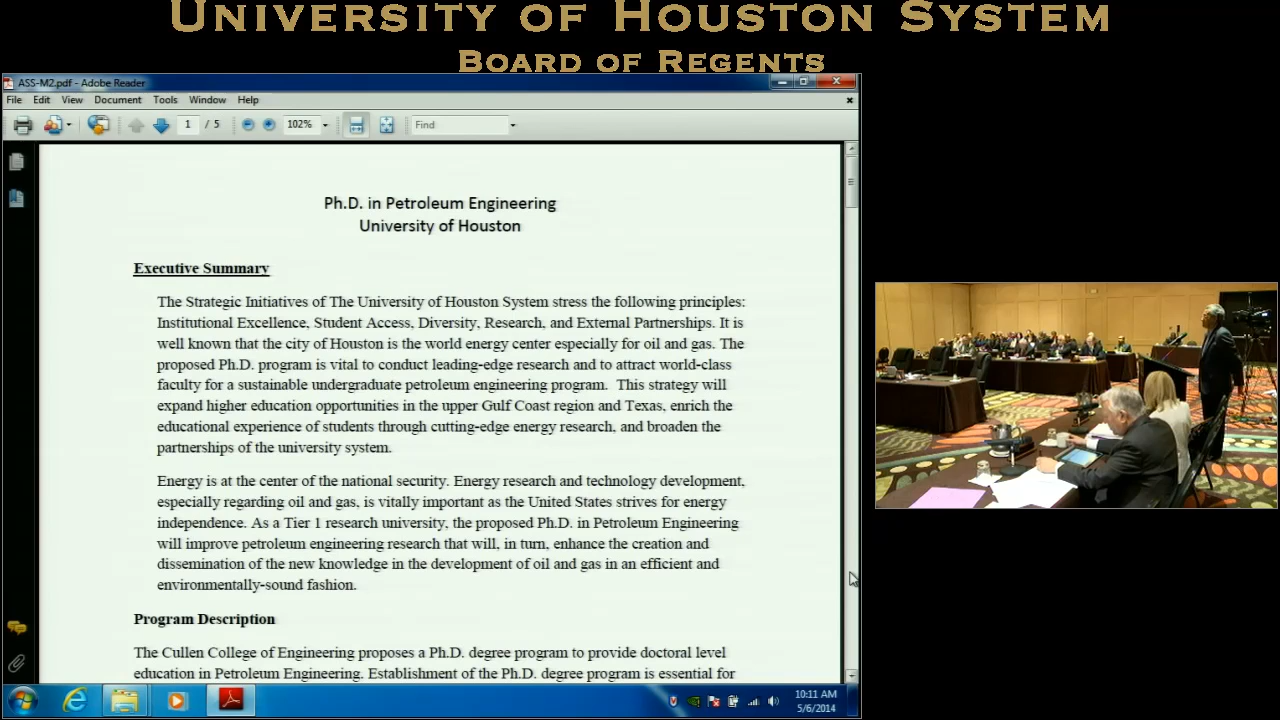 UNIVERSITY OF HOUSTON SYSTEM
BOARD OF REGENTS
ASS-M2.pdf - Adobe Reader
File Edit View Document Tools Window Help
1 / 5 102% Find
Ph.D. in Petroleum Engineering
University of Houston
Executive Summary
The Strategic Initiatives of The University of Houston System stress the following principles:
Institutional Excellence, Student Access, Diversity, Research, and External Partnerships. It is
well known that the city of Houston is the world energy center especially for oil and gas. The
proposed Ph.D. program is vital to conduct leading-edge research and to attract world-class
faculty for a sustainable undergraduate petroleum engineering program. This strategy will
expand higher education opportunities in the upper Gulf Coast region and Texas, enrich the
educational experience of students through cutting-edge energy research, and broaden the
partnerships of the university system.
Energy is at the center of the national security. Energy research and technology development,
especially regarding oil and gas, is vitally important as the United States strives for energy
independence. As a Tier 1 research university, the proposed Ph.D. in Petroleum Engineering
will improve petroleum engineering research that will, in turn, enhance the creation and
dissemination of the new knowledge in the development of oil and gas in an efficient and
environmentally-sound fashion.
Program Description
The Cullen College of Engineering proposes a Ph.D. degree program to provide doctoral level
education in Petroleum Engineering. Establishment of the Ph.D. degree program is essential for
10:11 AM
5/6/2014